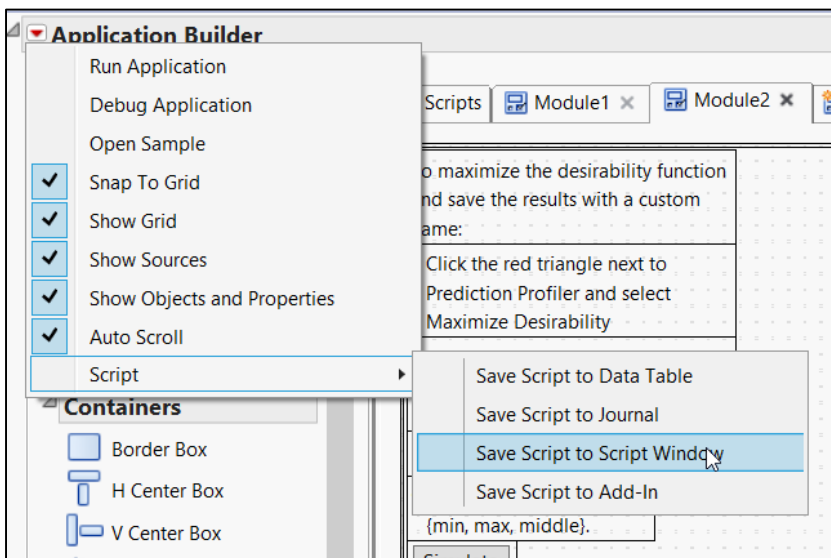 Application Builder
Run Application
Debug Application
Open Sample
Snap To Grid
Show Grid
Show Sources
Show Objects and Properties
Auto Scroll
Script
Scripts
Module1
Module2
o maximize the desirability function
nd save the results with a custom
ame:
Click the red triangle next to
Prediction Profiler and select
Maximize Desirability
Save Script to Data Table
Save Script to Journal
Save Script to Script Window
Save Script to Add-In
{min, max, middle}.
Containers
Border Box
H Center Box
V Center Box